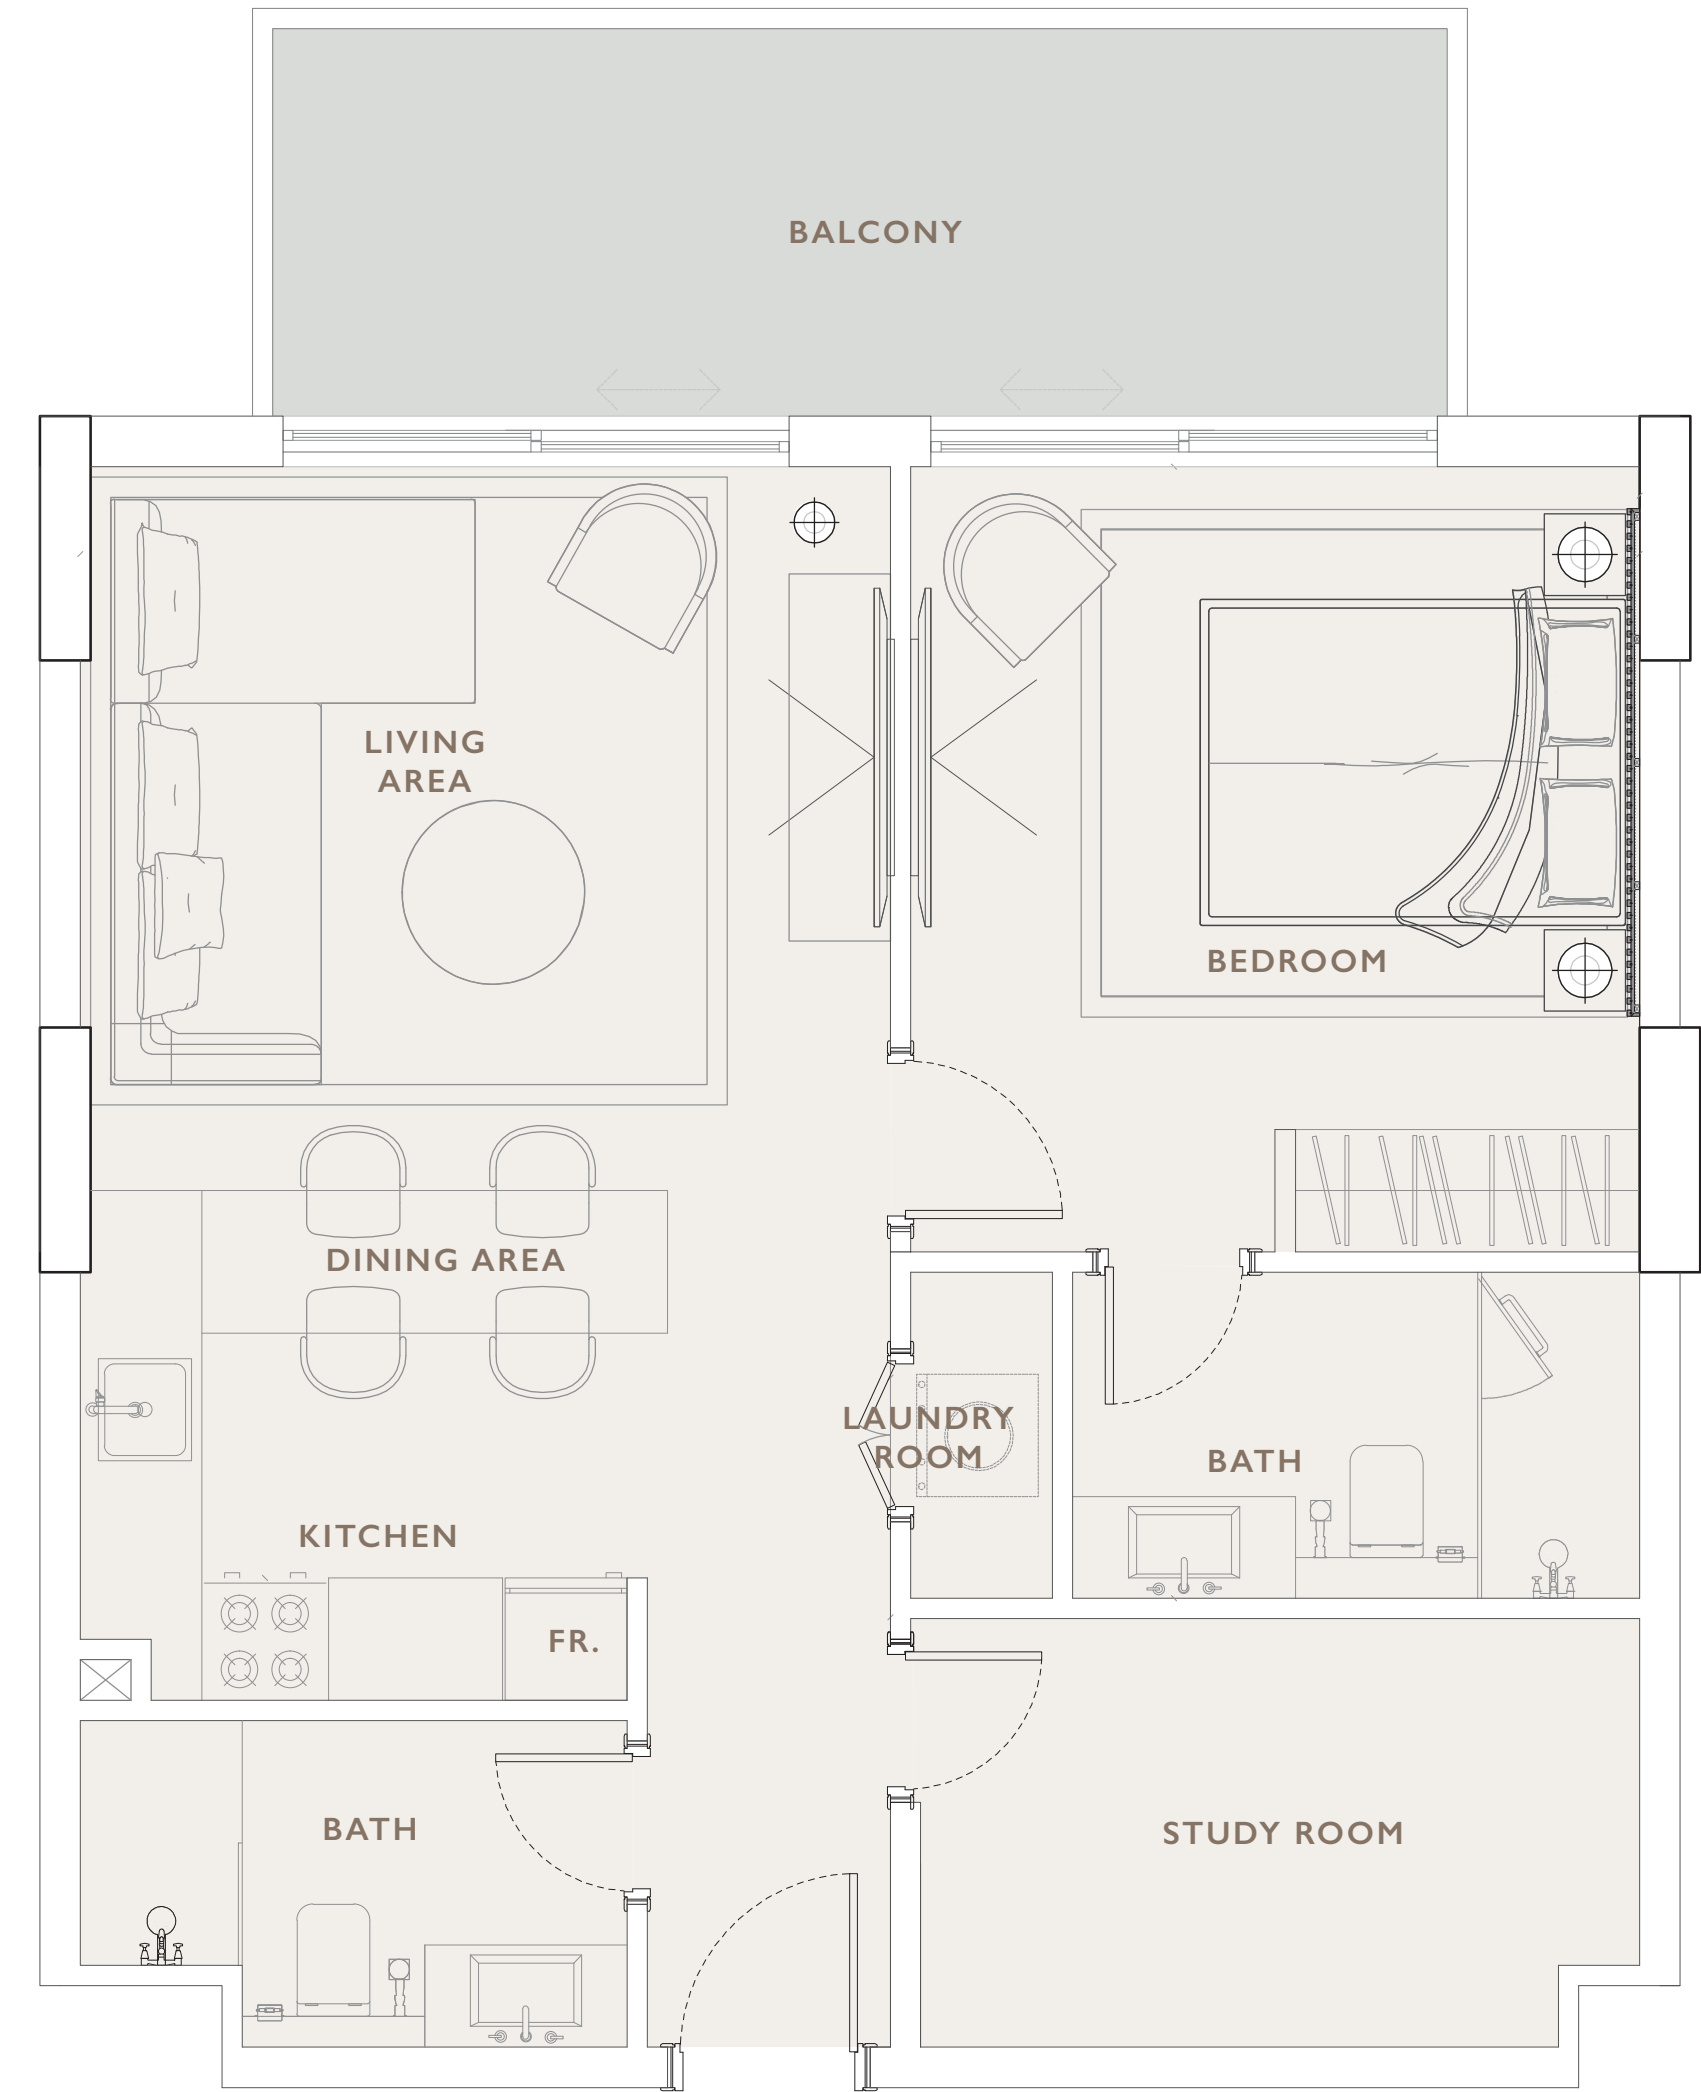 BALCONY
LIVING
AREA
BEDROOM
DINING AREA
LAUNDRY
ROOM
BATH
KITCHEN
FR.
BATH
STUDY ROOM